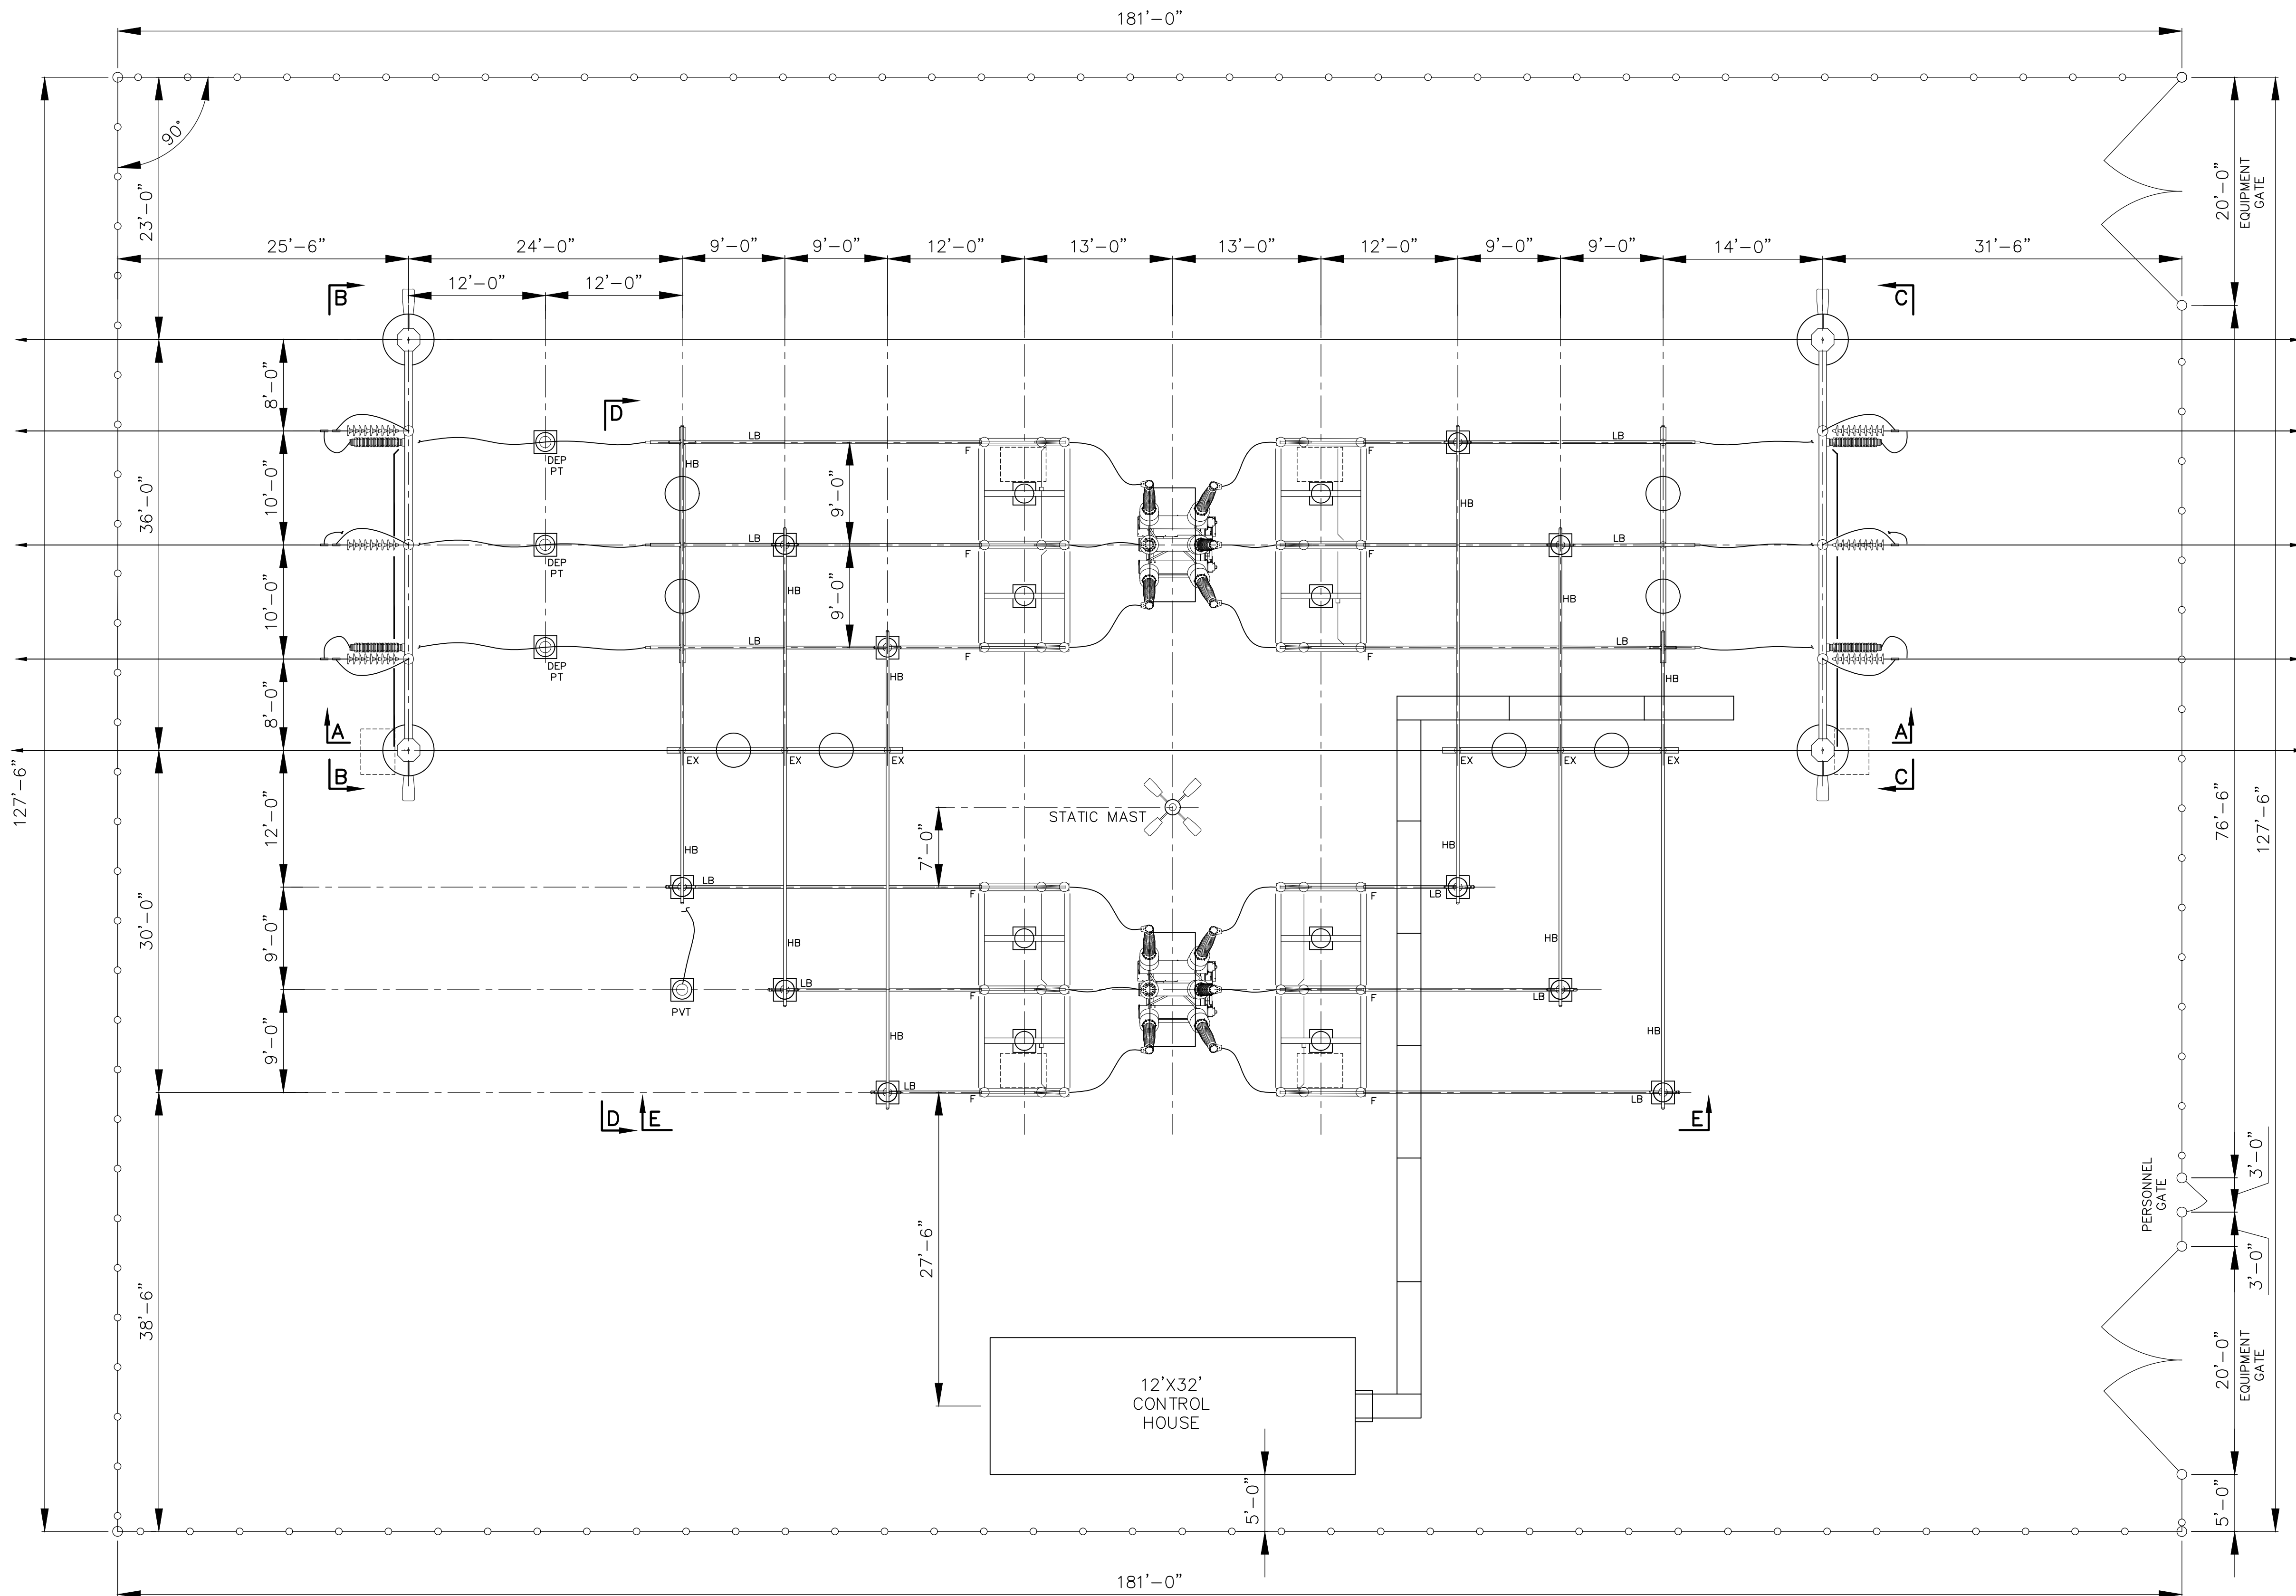 181'-0"
90°
23'-0"
20'-0"
EQUIPMENT
GATE
25'-6"
24'-0"
9'-0"
9'-0"
12'-0"
13'-0"
13'-0"
12'-0"
9'-0"
9'-0"
14'-0"
31'-6"
12'-0"
12'-0"
B
C
8'-0"
D
LB
LB
DEP
PT
HB
F
F
36'-0"
10'-0"
9'-0"
HB
LB
LB
DEP
PT
F
F
10'-0"
HB
9'-0"
HB
LB
LB
DEP
PT
F
F
HB
HB
8'-0"
A
A
EX
EX
EX
EX
EX
EX
B
C
127'-6"
12'-0"
STATIC MAST
7'-0"
76'-6"
127'-6"
HB
HB
LB
F
F
LB
30'-0"
9'-0"
HB
HB
LB
F
F
LB
PVT
9'-0"
HB
HB
LB
F
F
LB
D
E
E
3'-0"
PERSONNEL
GATE
3'-0"
27'-6"
38'-6"
12'X32'
CONTROL
HOUSE
20'-0"
EQUIPMENT
GATE
5'-0"
5'-0"
181'-0"